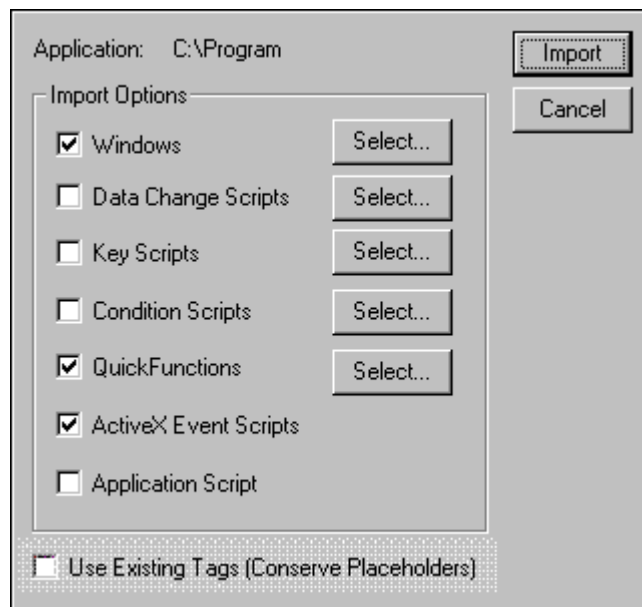 Application: C:\Program
Import
Cancel
Import Options
Windows Select...
Data Change Scripts Select...
Key Scripts Select...
Condition Scripts Select...
QuickFunctions Select...
ActiveX Event Scripts
Application Script
Use Existing Tags (Conserve Placeholders)